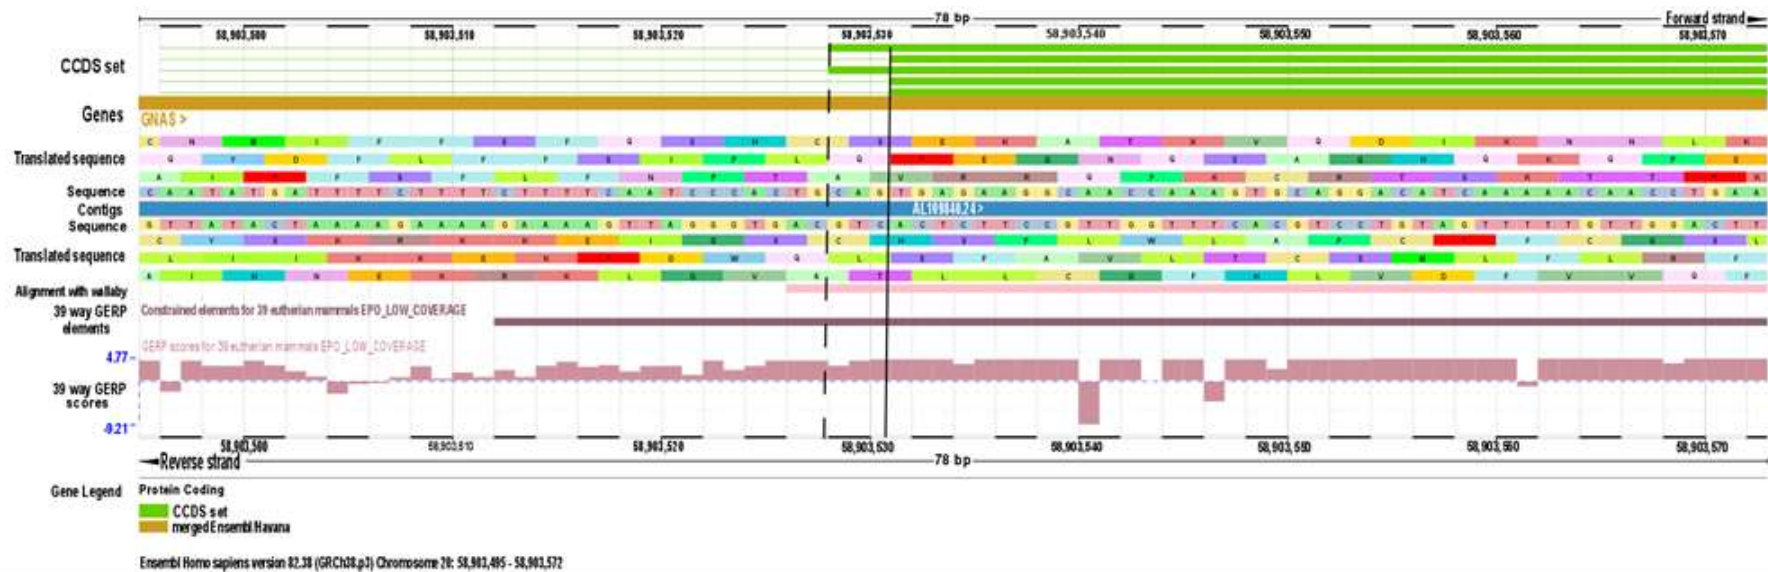 78 bp
Forward strand
58,903,500 58,903,510 58,903,520 58,903,530 58,903,540 58,903,550 58,903,560 58,903,570
CCDS set
Genes
GNAS >
C N M I F F S F Q S H C S E K A T K V Q D I K N N L K
Translated sequence
Q Y D F L F F S I P L Q * E G N Q S A G H Q K Q P E
A I * F S F L F N P T A V R R Q P K C R T S K T T * K
Sequence
C A A T A T G A T T T T C T T T T C T T T T C A A T C C C A C T G C A G T G A G A A G G C A A C C A A A G T G C A G G A C A T C A A A A A C A A C C T G A A
Contigs
AL109840.24 >
Sequence
G T T A T A C T A A A A G A A A A G A A A A G T T A G G G T G A C G T C A C T C T T C C G T T G G T T T C A C G T C C T G T A G T T T T T G T T G G A C T T
Translated sequence
Alignment with wallaby
39 way GERP elements
Constrained elements for 39 eutherian mammals EPO_LOW_COVERAGE
GERP scores for 39 eutherian mammals EPO_LOW_COVERAGE
4.77
39 way GERP scores
-9.21
58,903,500 58,903,510 58,903,520 58,903,530 58,903,540 58,903,550 58,903,560 58,903,570
Reverse strand
78 bp
Gene Legend
Protein Coding
CCDS set
merged Ensembl Havana
Ensembl Homo sapiens version 82.38 (GRCh38.p3) Chromosome 20: 58,903,495 - 58,903,572